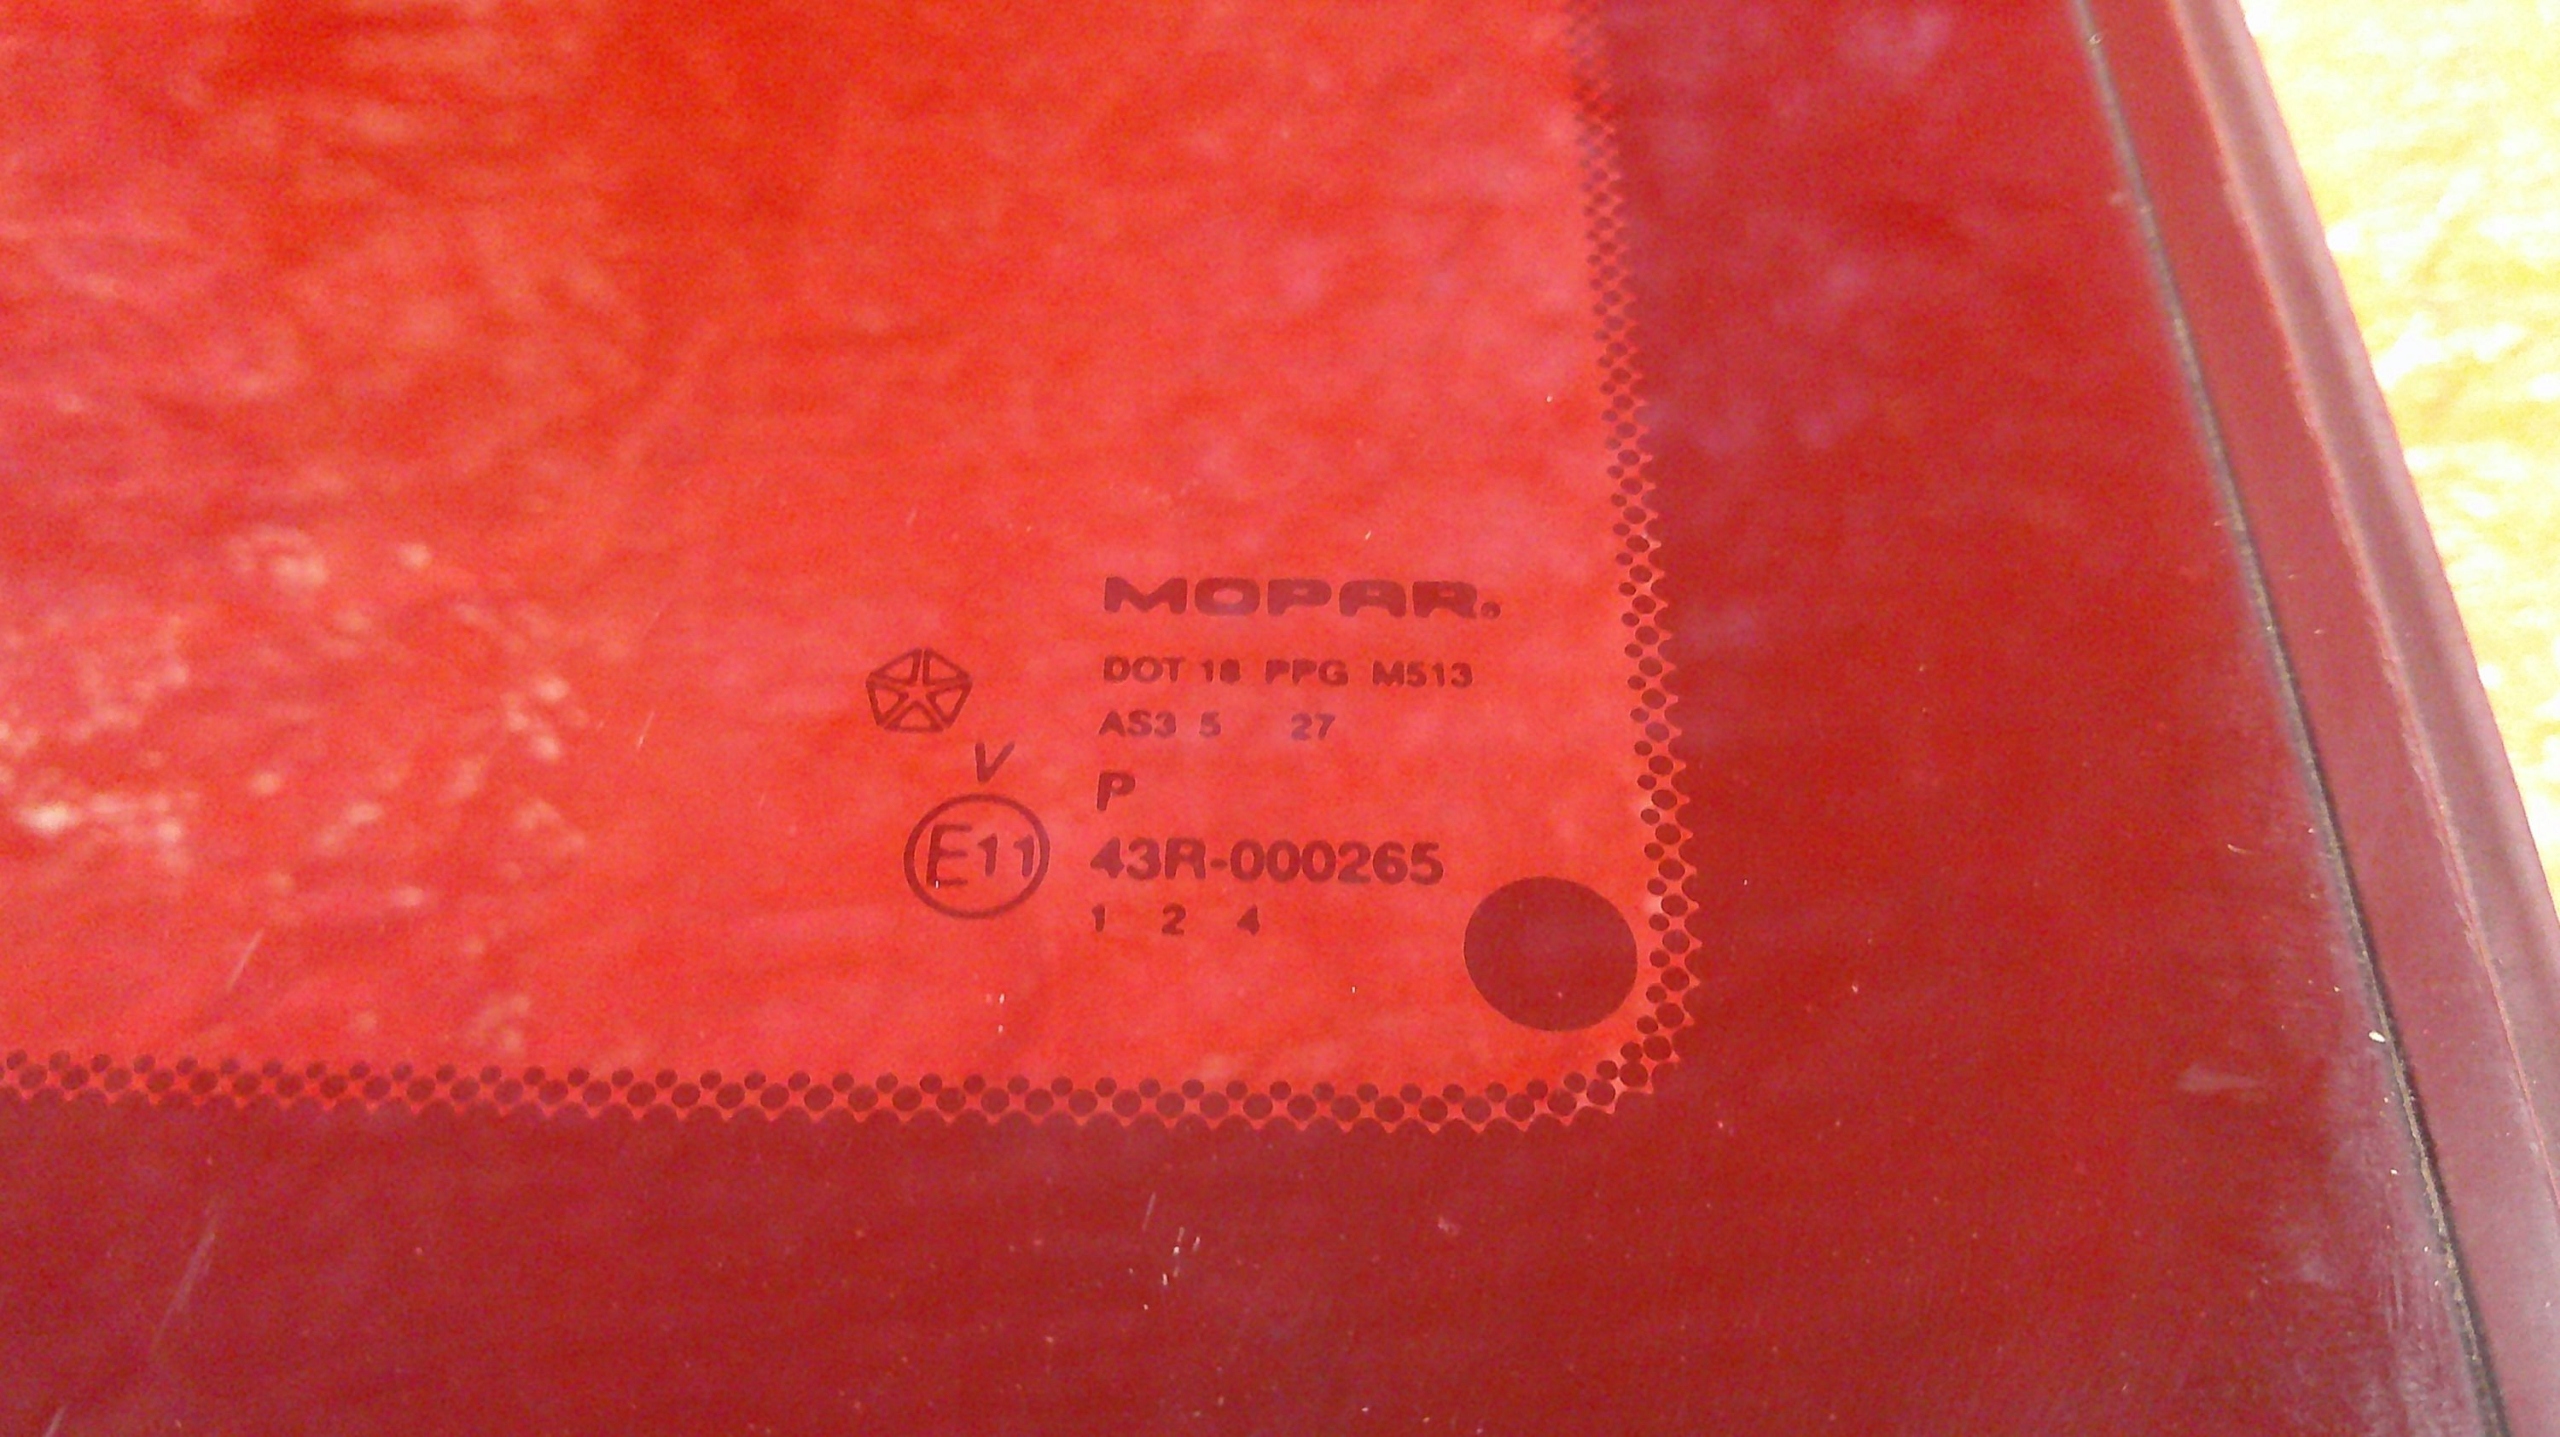 MOPAR®
DOT 18 PPG M513
AS3 5 27
V
P
E11 43R-000265
1 2 4